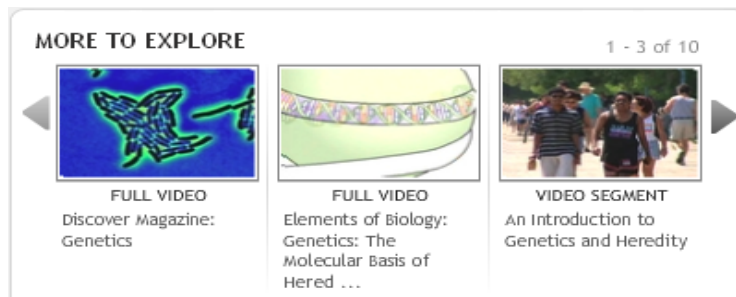 MORE TO EXPLORE
1 - 3 of 10
FULL VIDEO
Discover Magazine:
Genetics
FULL VIDEO
Elements of Biology:
Genetics: The
Molecular Basis of
Hered ...
VIDEO SEGMENT
An Introduction to
Genetics and Heredity